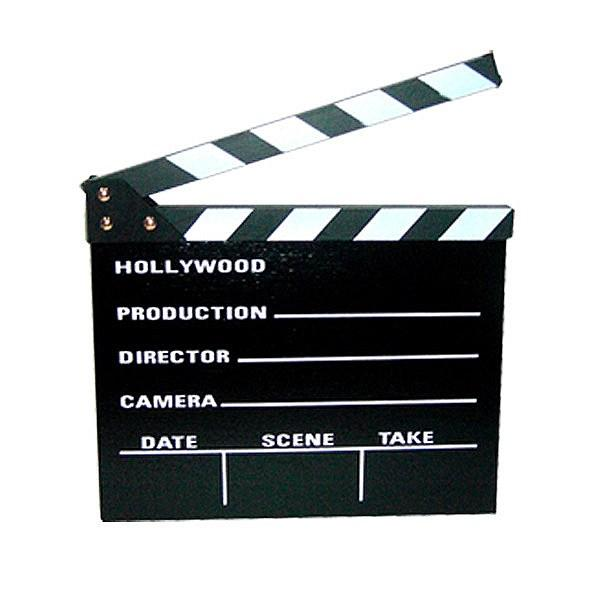 HOLLYWOOD
PRODUCTION
DIRECTOR
CAMERA
DATE SCENE TAKE